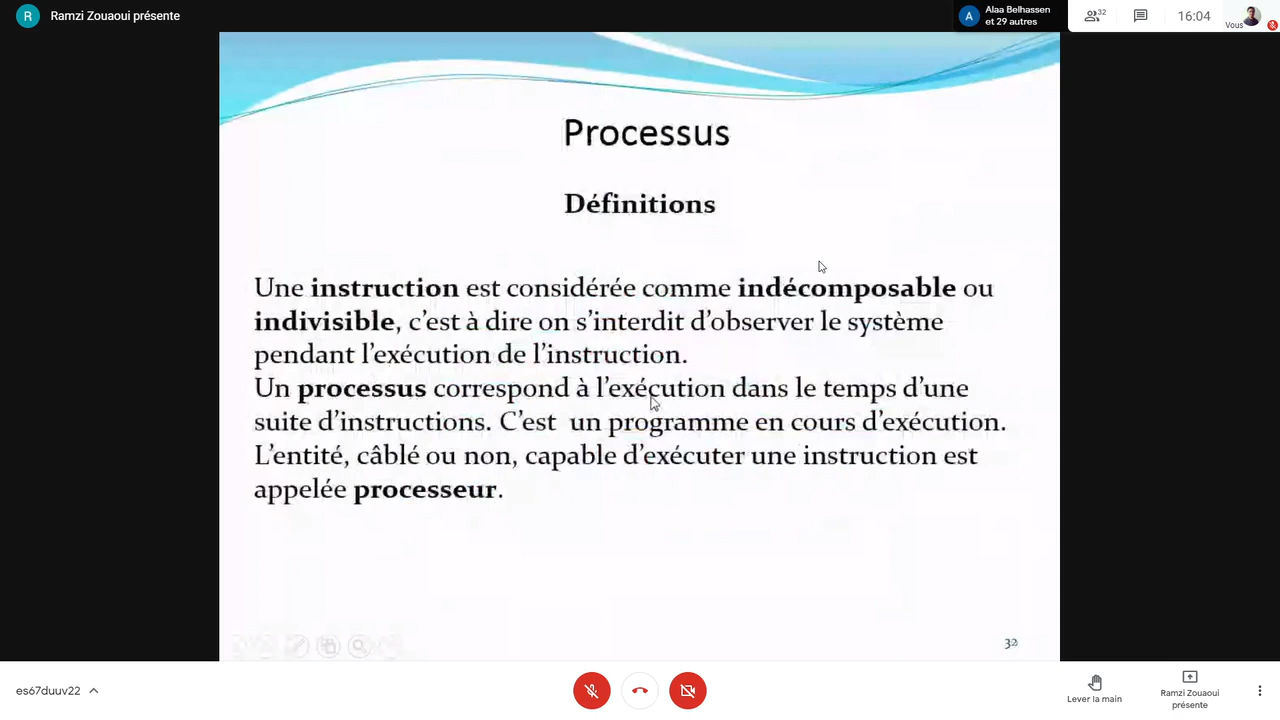 R Ramzi Zouaoui présente
A Alaa Belhassen
et 29 autres
32
16:04
Vous
Processus
Définitions
Une instruction est considérée comme indécomposable ou
indivisible, c’est à dire on s’interdit d’observer le système
pendant l’exécution de l’instruction.
Un processus correspond à l’exécution dans le temps d’une
suite d’instructions. C’est un programme en cours d’exécution.
L’entité, câblé ou non, capable d’exécuter une instruction est
appelée processeur.
32
es67duuv22
Lever la main
Ramzi Zouaoui
présente